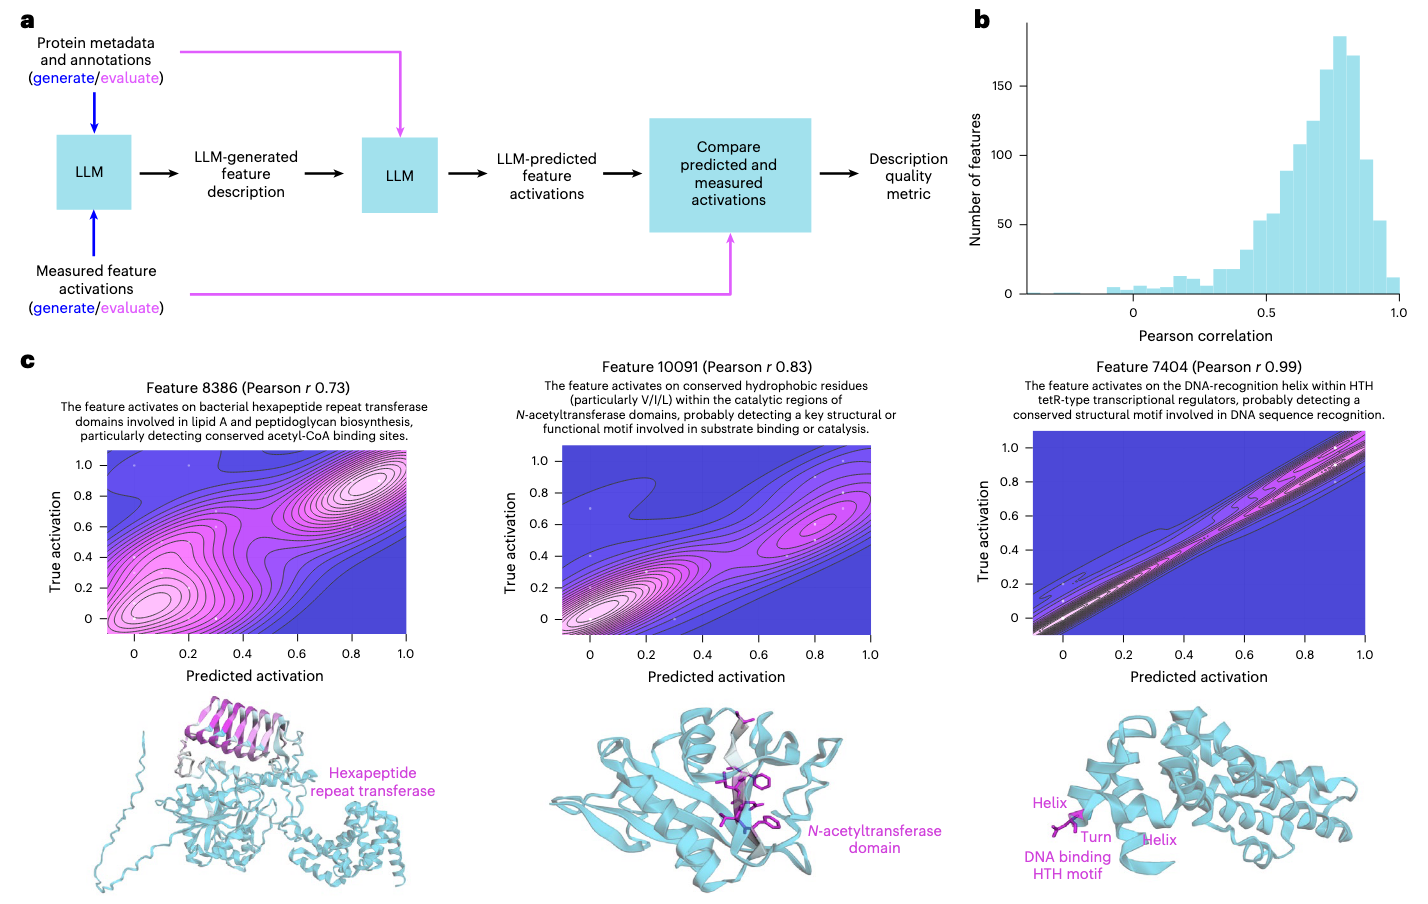 a
Protein metadata
and annotations
(generate/evaluate)
LLM
LLM-generated
feature
description
LLM
LLM-predicted
feature
activations
Compare
predicted and
measured
activations
Description
quality
metric
Measured feature
activations
(generate/evaluate)
b
Number of features
150
100
50
0
0
0.5
1.0
Pearson correlation
c
Feature 8386 (Pearson r 0.73)
The feature activates on bacterial hexapeptide repeat transferase
domains involved in lipid A and peptidoglycan biosynthesis,
particularly detecting conserved acetyl-CoA binding sites.
True activation
1.0
0.8
0.6
0.4
0.2
0
0
0.2
0.4
0.6
0.8
1.0
Predicted activation
Hexapeptide
repeat transferase
Feature 10091 (Pearson r 0.83)
The feature activates on conserved hydrophobic residues
(particularly V/I/L) within the catalytic regions of
N-acetyltransferase domains, probably detecting a key structural or
functional motif involved in substrate binding or catalysis.
True activation
1.0
0.8
0.6
0.4
0.2
0
0
0.2
0.4
0.6
0.8
1.0
Predicted activation
N-acetyltransferase
domain
Feature 7404 (Pearson r 0.99)
The feature activates on the DNA-recognition helix within HTH
tetR-type transcriptional regulators, probably detecting a
conserved structural motif involved in DNA sequence recognition.
True activation
1.0
0.8
0.6
0.4
0.2
0
0
0.2
0.4
0.6
0.8
1.0
Predicted activation
Helix
Turn
Helix
DNA binding
HTH motif